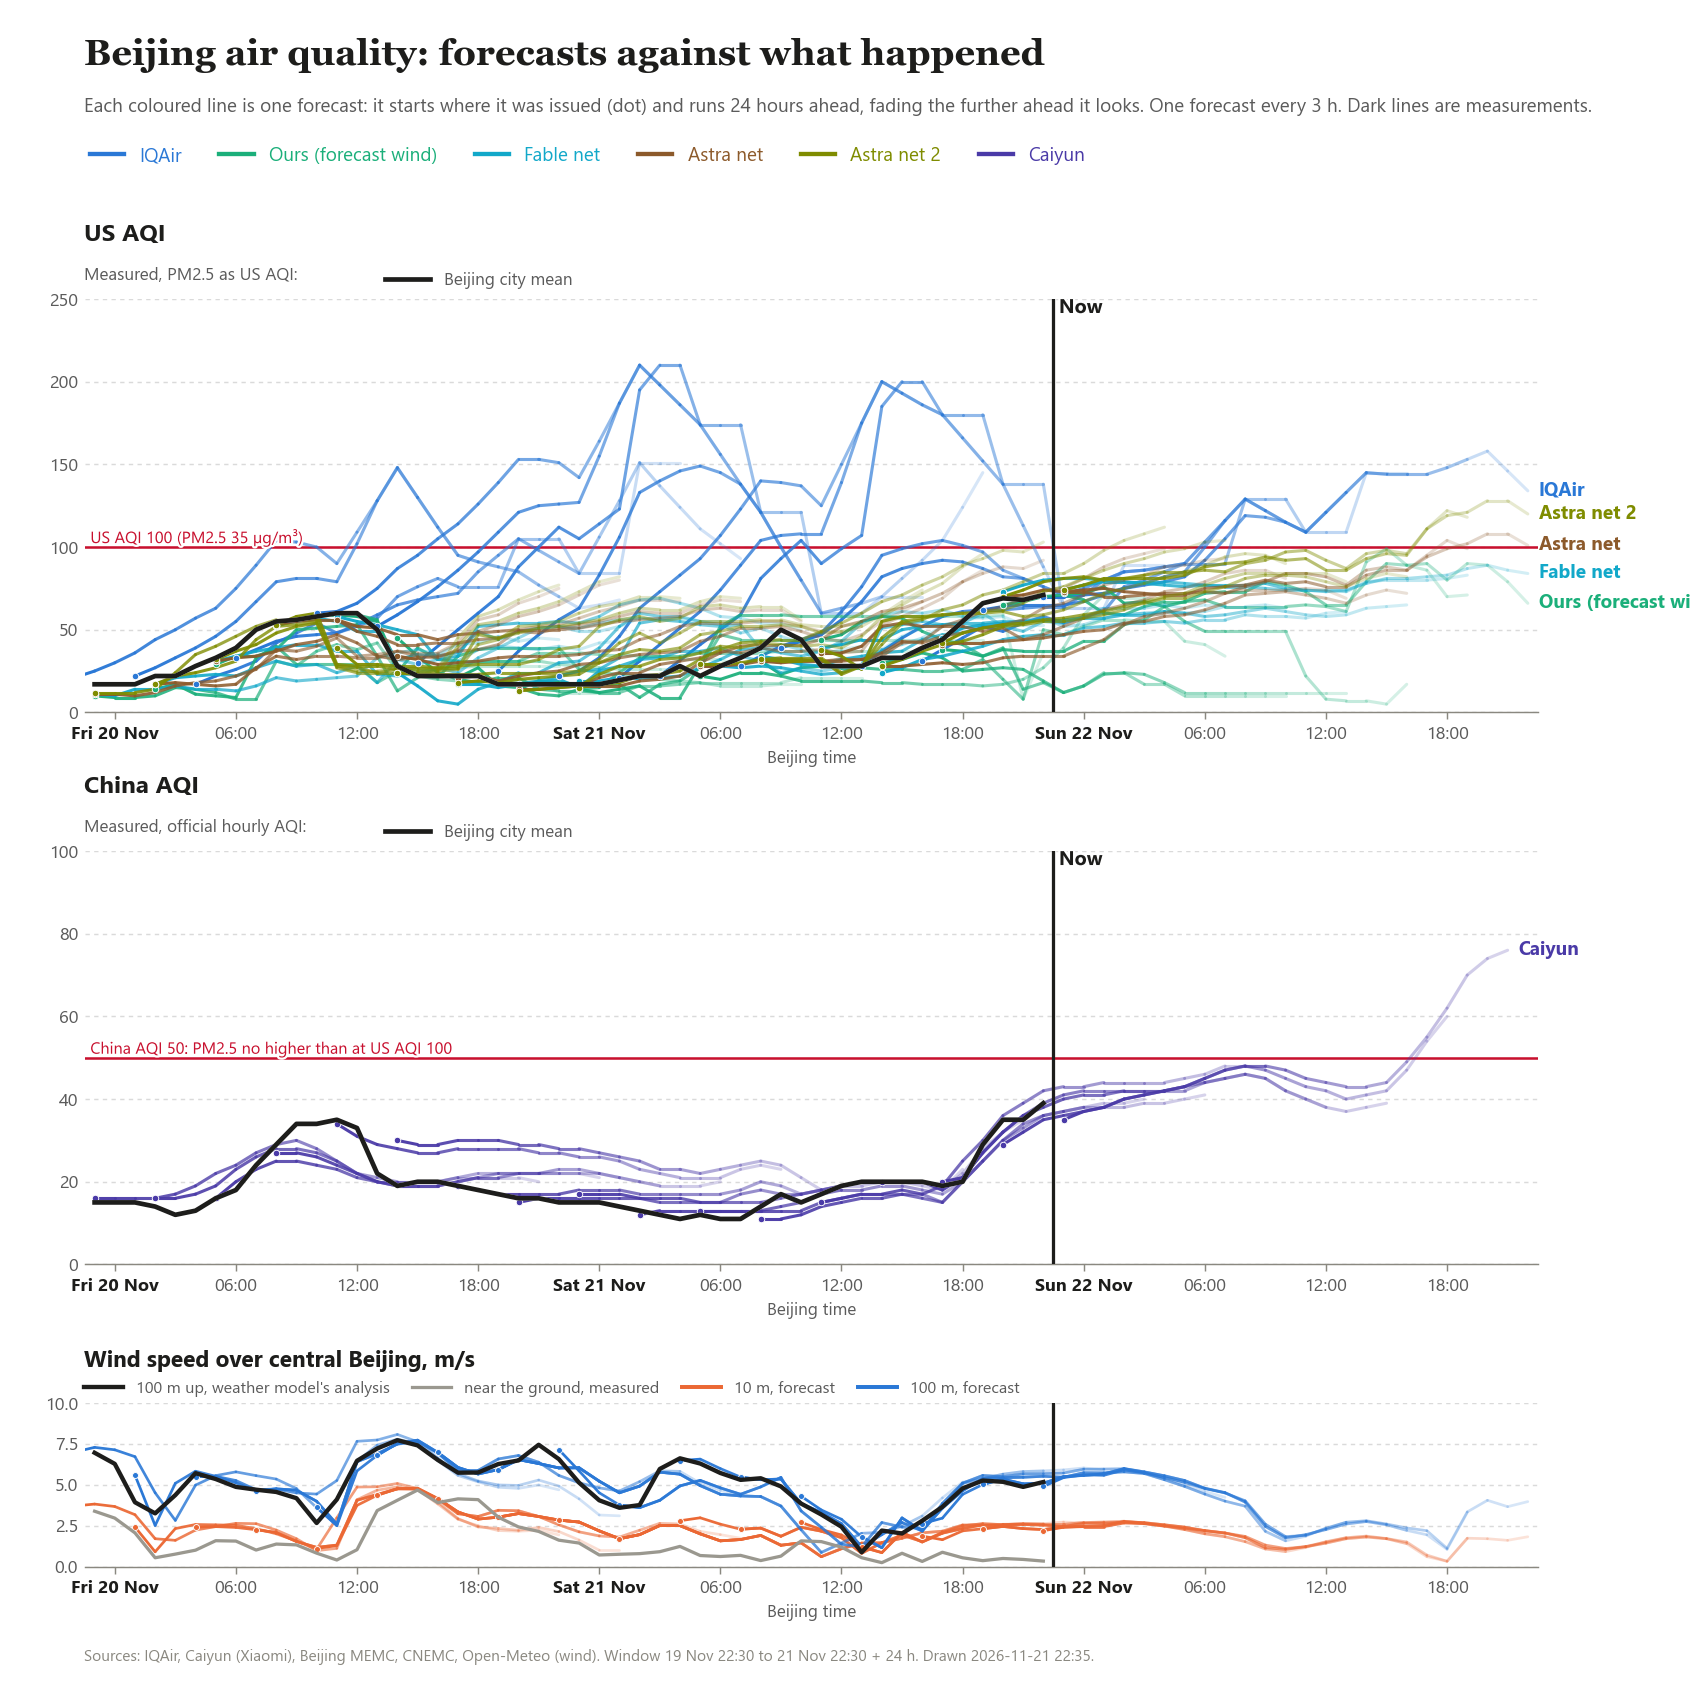 Beijing air quality: forecasts against what happened
Each coloured line is one forecast: it starts where it was issued (dot) and runs 24 hours ahead, fading the further ahead it looks. One forecast every 3 h. Dark lines are measurements.
IQAir Ours (forecast wind) Fable net Astra net Astra net 2 Caiyun
US AQI
Measured, PM2.5 as US AQI: Beijing city mean
250
Now
200
150
IQAir
Astra net 2
US AQI 100 (PM2.5 35 µg/m³)
100
Astra net
Fable net
Ours (forecast wi
50
0
Fri 20 Nov 06:00 12:00 18:00 Sat 21 Nov 06:00 12:00 18:00 Sun 22 Nov 06:00 12:00 18:00
Beijing time
China AQI
Measured, official hourly AQI: Beijing city mean
100
Now
80
Caiyun
60
China AQI 50: PM2.5 no higher than at US AQI 100
40
20
0
Fri 20 Nov 06:00 12:00 18:00 Sat 21 Nov 06:00 12:00 18:00 Sun 22 Nov 06:00 12:00 18:00
Beijing time
Wind speed over central Beijing, m/s
100 m up, weather model's analysis near the ground, measured 10 m, forecast 100 m, forecast
10.0
7.5
5.0
2.5
0.0
Fri 20 Nov 06:00 12:00 18:00 Sat 21 Nov 06:00 12:00 18:00 Sun 22 Nov 06:00 12:00 18:00
Beijing time
Sources: IQAir, Caiyun (Xiaomi), Beijing MEMC, CNEMC, Open-Meteo (wind). Window 19 Nov 22:30 to 21 Nov 22:30 + 24 h. Drawn 2026-11-21 22:35.